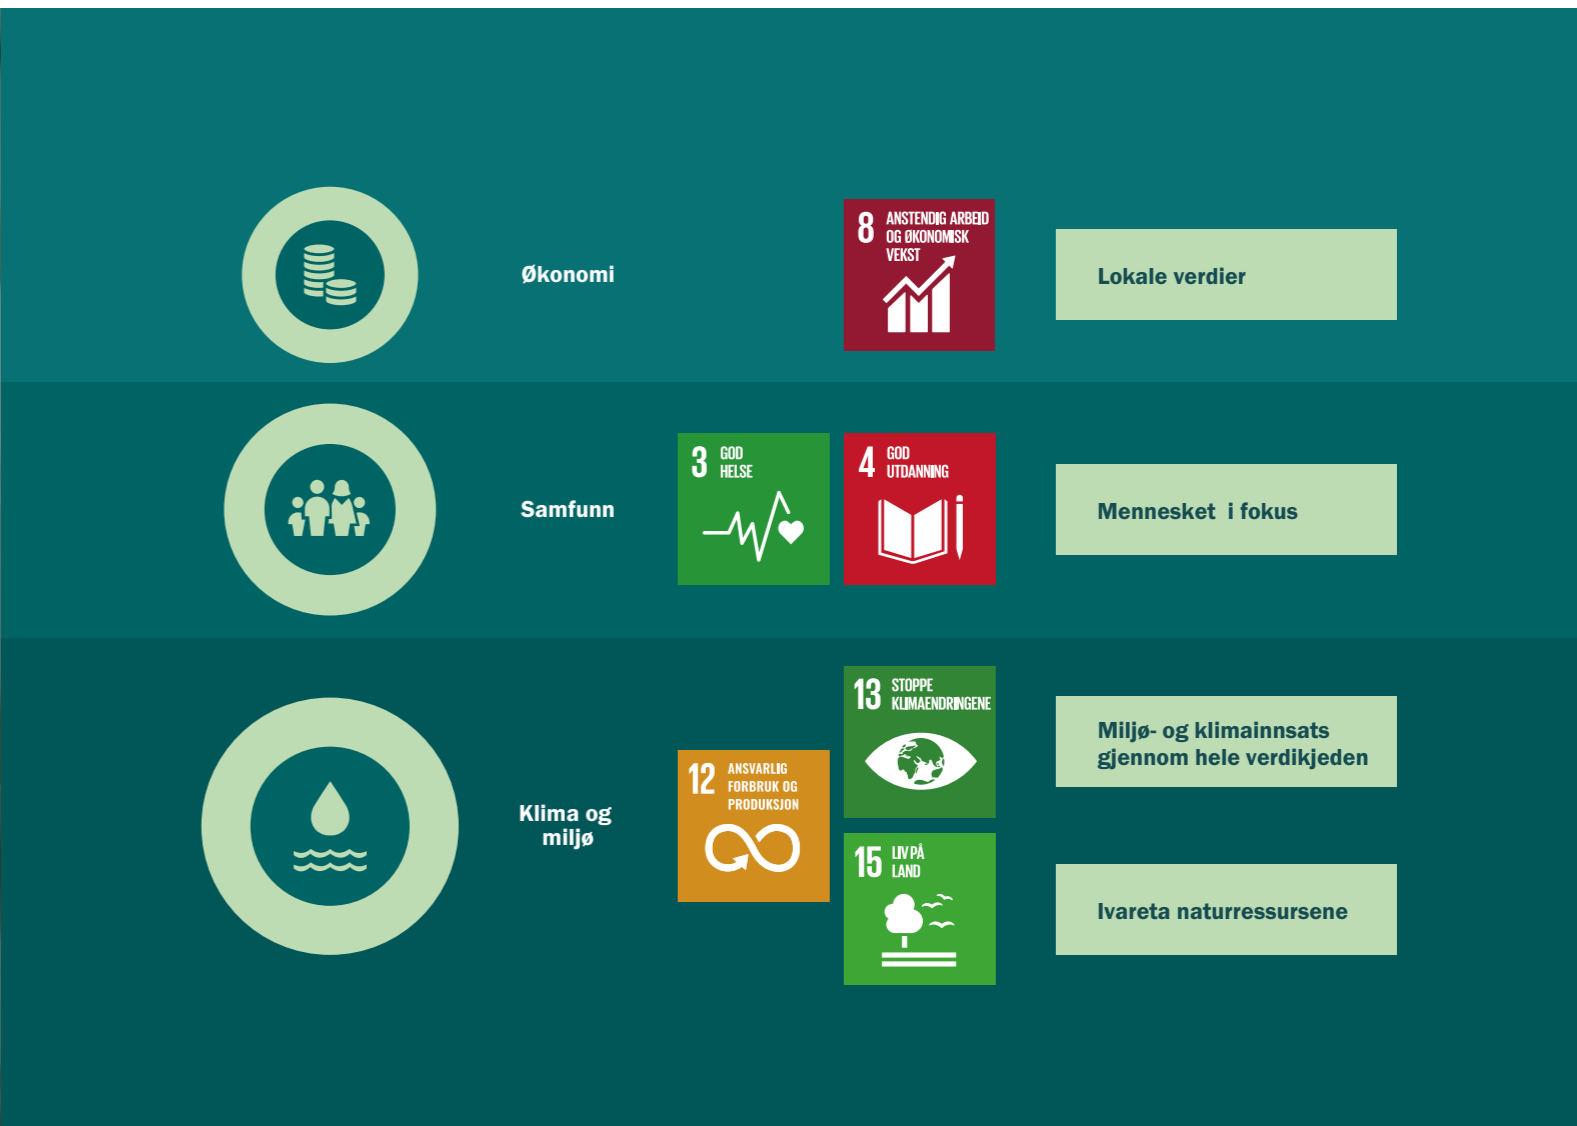 Økonomi
8 ANSTENDIG ARBEID
OG ØKONOMISK
VEKST
Lokale verdier
Samfunn
3 GOD
HELSE
4 GOD
UTDANNING
Mennesket i fokus
Klima og
miljø
12 ANSVARLIG
FORBRUK OG
PRODUKSJON
13 STOPPE
KLIMAENDRINGENE
Miljø- og klimainnsats
gjennom hele verdikjeden
15 LIV PÅ
LAND
Ivareta naturressursene